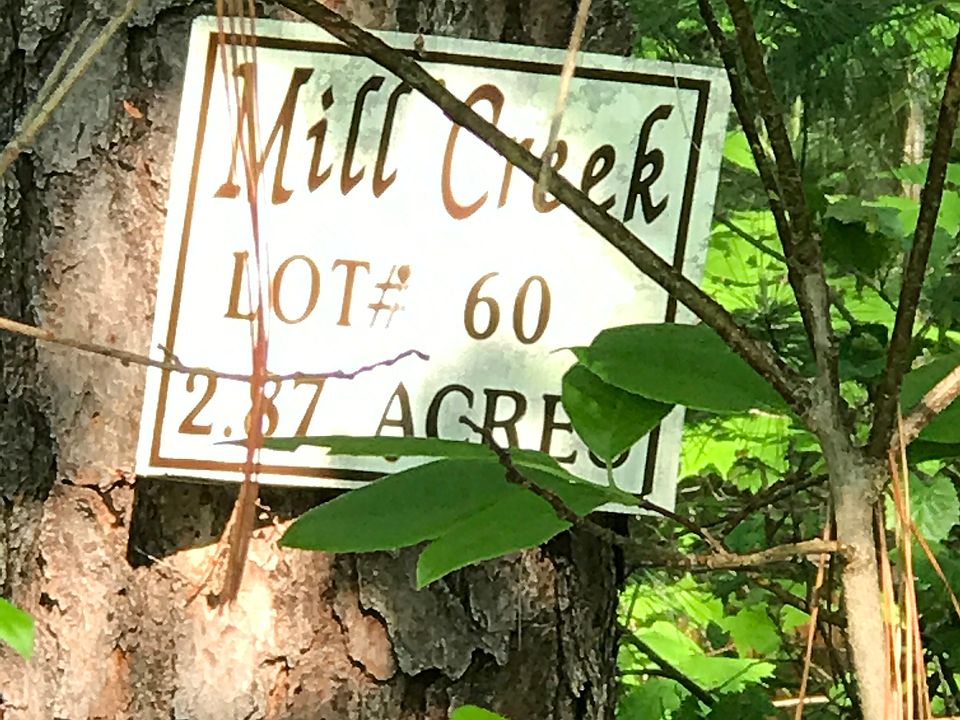 Mill Creek
LOT# 60
2.87 ACRES